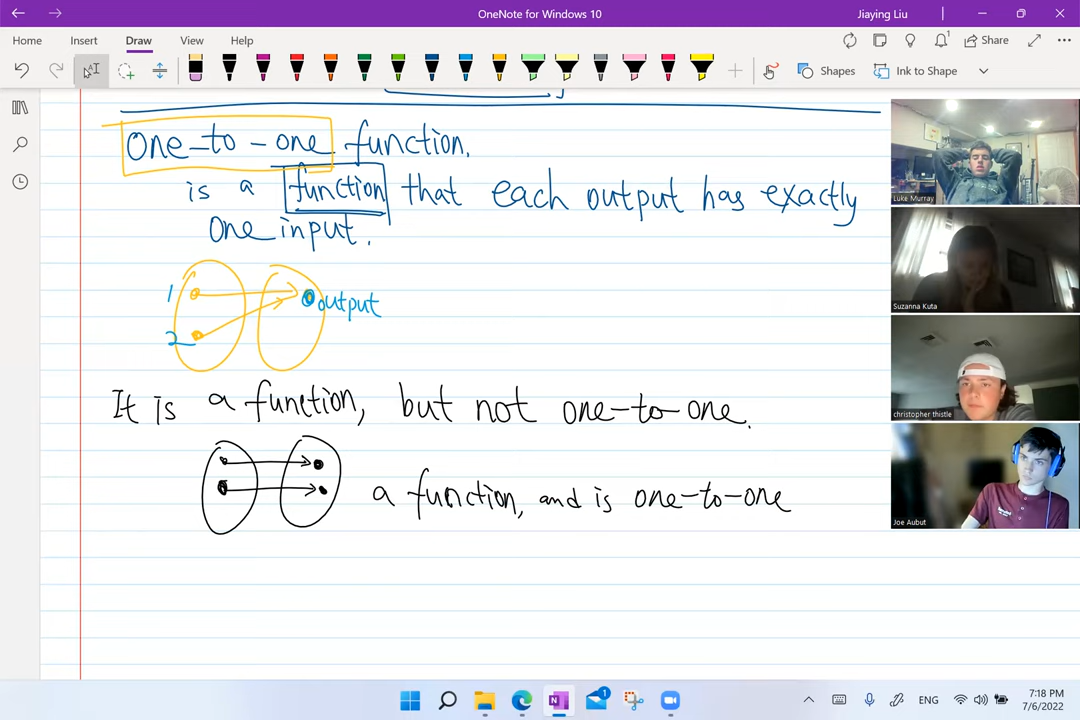 OneNote for Windows 10
Jiaying Liu
Home Insert Draw View Help
Share
Shapes
Ink to Shape
One-to-one function.
is a function that each output has exactly
one input.
1
output
2
It is a function, but not one-to-one.
a function, and is one-to-one
Luke Murray
Suzanna Kuta
christopher thistle
Joe Aubut
1
ENG
7:18 PM
7/6/2022